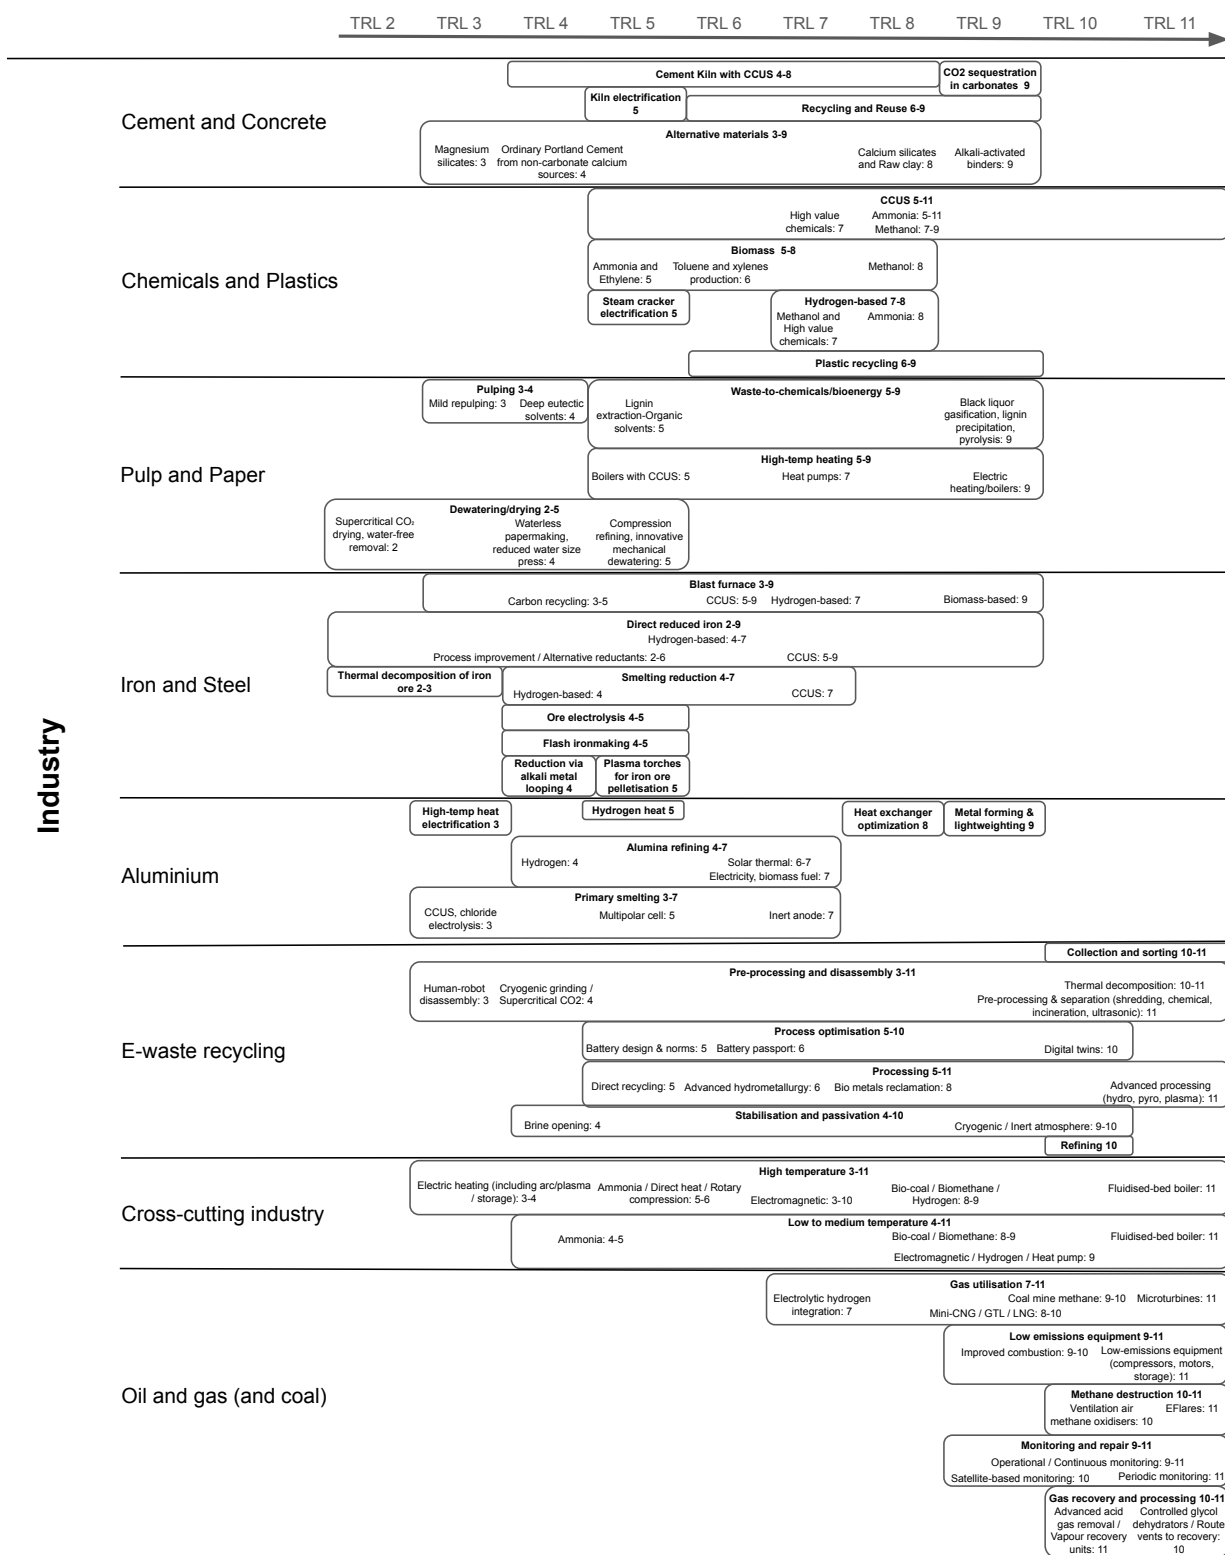 TRL 2 TRL 3 TRL 4 TRL 5 TRL 6 TRL 7 TRL 8 TRL 9 TRL 10 TRL 11
Industry
Cement and Concrete
Cement Kiln with CCUS 4-8
CO2 sequestration
in carbonates 9
Kiln electrification
5
Recycling and Reuse 6-9
Alternative materials 3-9
Magnesium
silicates: 3
Ordinary Portland Cement
from non-carbonate calcium
sources: 4
Calcium silicates
and Raw clay: 8
Alkali-activated
binders: 9
Chemicals and Plastics
CCUS 5-11
High value
chemicals: 7
Ammonia: 5-11
Methanol: 7-9
Biomass 5-8
Ammonia and
Ethylene: 5
Toluene and xylenes
production: 6
Methanol: 8
Steam cracker
electrification 5
Hydrogen-based 7-8
Methanol and
High value
chemicals: 7
Ammonia: 8
Plastic recycling 6-9
Pulp and Paper
Pulping 3-4
Mild repulping: 3
Deep eutectic
solvents: 4
Waste-to-chemicals/bioenergy 5-9
Lignin
extraction-Organic
solvents: 5
Black liquor
gasification, lignin
precipitation,
pyrolysis: 9
High-temp heating 5-9
Boilers with CCUS: 5
Heat pumps: 7
Electric
heating/boilers: 9
Dewatering/drying 2-5
Supercritical CO₂
drying, water-free
removal: 2
Waterless
papermaking,
reduced water size
press: 4
Compression
refining, innovative
mechanical
dewatering: 5
Iron and Steel
Blast furnace 3-9
Carbon recycling: 3-5
CCUS: 5-9
Hydrogen-based: 7
Biomass-based: 9
Direct reduced iron 2-9
Hydrogen-based: 4-7
Process improvement / Alternative reductants: 2-6
CCUS: 5-9
Thermal decomposition of iron
ore 2-3
Smelting reduction 4-7
Hydrogen-based: 4
CCUS: 7
Ore electrolysis 4-5
Flash ironmaking 4-5
Reduction via
alkali metal
looping 4
Plasma torches
for iron ore
pelletisation 5
Aluminium
High-temp heat
electrification 3
Hydrogen heat 5
Heat exchanger
optimization 8
Metal forming &
lightweighting 9
Alumina refining 4-7
Hydrogen: 4
Solar thermal: 6-7
Electricity, biomass fuel: 7
Primary smelting 3-7
CCUS, chloride
electrolysis: 3
Multipolar cell: 5
Inert anode: 7
E-waste recycling
Collection and sorting 10-11
Pre-processing and disassembly 3-11
Human-robot
disassembly: 3
Cryogenic grinding /
Supercritical CO2: 4
Thermal decomposition: 10-11
Pre-processing & separation (shredding, chemical,
incineration, ultrasonic): 11
Process optimisation 5-10
Battery design & norms: 5
Battery passport: 6
Digital twins: 10
Processing 5-11
Direct recycling: 5
Advanced hydrometallurgy: 6
Bio metals reclamation: 8
Advanced processing
(hydro, pyro, plasma): 11
Stabilisation and passivation 4-10
Brine opening: 4
Cryogenic / Inert atmosphere: 9-10
Refining 10
Cross-cutting industry
High temperature 3-11
Electric heating (including arc/plasma
/ storage): 3-4
Ammonia / Direct heat / Rotary
compression: 5-6
Electromagnetic: 3-10
Bio-coal / Biomethane /
Hydrogen: 8-9
Fluidised-bed boiler: 11
Low to medium temperature 4-11
Ammonia: 4-5
Bio-coal / Biomethane: 8-9
Fluidised-bed boiler: 11
Electromagnetic / Hydrogen / Heat pump: 9
Oil and gas (and coal)
Gas utilisation 7-11
Electrolytic hydrogen
integration: 7
Coal mine methane: 9-10
Microturbines: 11
Mini-CNG / GTL / LNG: 8-10
Low emissions equipment 9-11
Improved combustion: 9-10
Low-emissions equipment
(compressors, motors,
storage): 11
Methane destruction 10-11
Ventilation air
methane oxidisers: 10
EFlares: 11
Monitoring and repair 9-11
Operational / Continuous monitoring: 9-11
Satellite-based monitoring: 10
Periodic monitoring: 11
Gas recovery and processing 10-11
Advanced acid
gas removal /
Vapour recovery
units: 11
Controlled glycol
dehydrators / Route
vents to recovery:
10